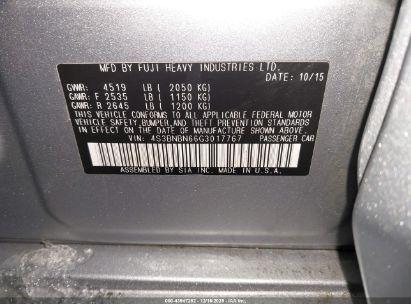 MFD BY FUJI HEAVY INDUSTRIES LTD.
DATE: 10/15
GVWR: 4519 LB ( 2050 KG)
GAWR: F 2535 LB ( 1150 KG)
GAWR: R 2645 LB ( 1200 KG)
THIS VEHICLE CONFORMS TO ALL APPLICABLE FEDERAL MOTOR
VEHICLE SAFETY, BUMPER, AND THEFT PREVENTION STANDARDS
IN EFFECT ON THE DATE OF MANUFACTURE SHOWN ABOVE.
VIN: 4S3BNBN66G3017767 PASSENGER CAR
ASSEMBLED BY SIA INC. MADE IN U.S.A.